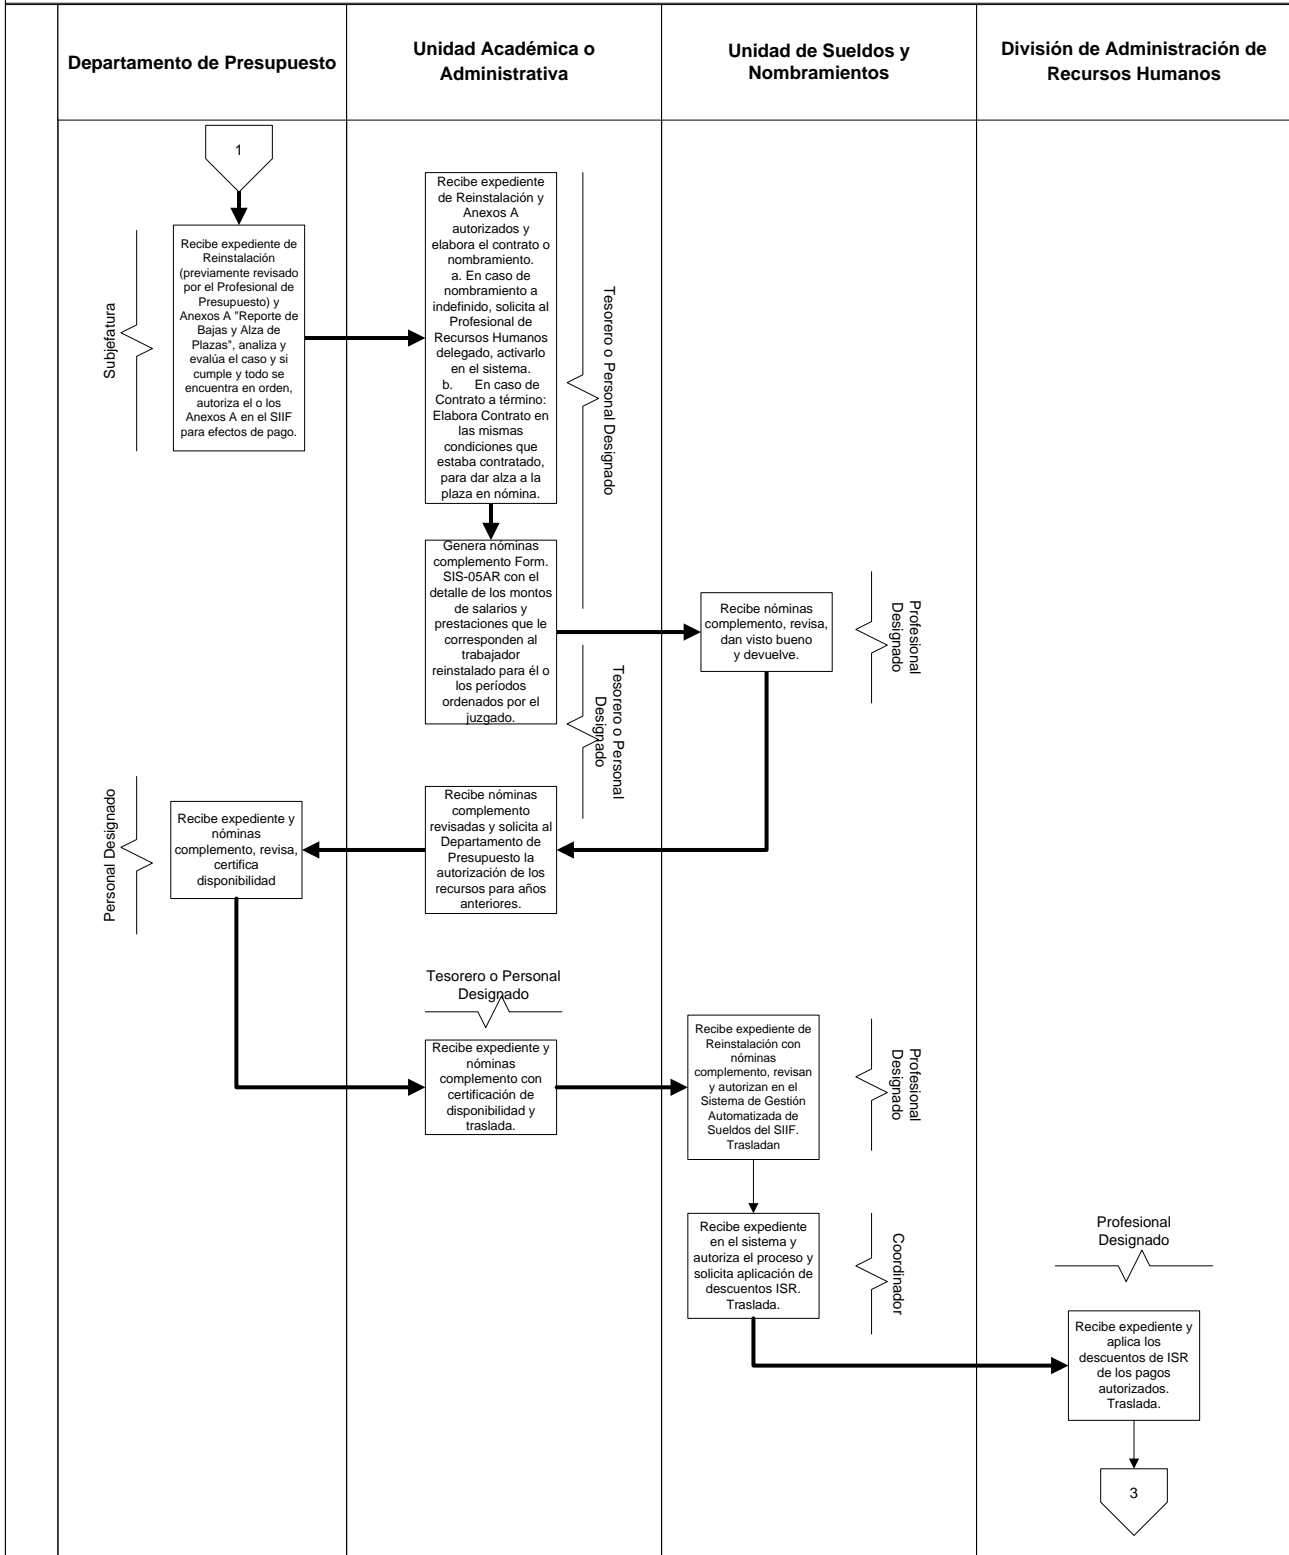 Departamento de Presupuesto
Unidad Académica o
Administrativa
Unidad de Sueldos y
Nombramientos
División de Administración de
Recursos Humanos
1
Subjefatura
Recibe expediente de
Reinstalación
(previamente revisado
por el Profesional de
Presupuesto) y
Anexos A "Reporte de
Bajas y Alza de
Plazas", analiza y
evalúa el caso y si
cumple y todo se
encuentra en orden,
autoriza el o los
Anexos A en el SIIF
para efectos de pago.
Recibe expediente
de Reinstalación y
Anexos A
autorizados y
elabora el contrato o
nombramiento.
a. En caso de
nombramiento a
indefinido, solicita al
Profesional de
Recursos Humanos
delegado, activarlo
en el sistema.
b. En caso de
Contrato a término:
Elabora Contrato en
las mismas
condiciones que
estaba contratado,
para dar alza a la
plaza en nómina.
Tesorero o Personal Designado
Genera nóminas
complemento Form.
SIS-05AR con el
detalle de los montos
de salarios y
prestaciones que le
corresponden al
trabajador
reinstalado para él o
los períodos
ordenados por el
juzgado.
Tesorero o Personal
Designado
Recibe nóminas
complemento, revisa,
dan visto bueno
y devuelve.
Profesional
Designado
Recibe nóminas
complemento
revisadas y solicita al
Departamento de
Presupuesto la
autorización de los
recursos para años
anteriores.
Personal Designado
Recibe expediente y
nóminas
complemento, revisa,
certifica
disponibilidad
Tesorero o Personal
Designado
Recibe expediente y
nóminas
complemento con
certificación de
disponibilidad y
traslada.
Recibe expediente de
Reinstalación con
nóminas
complemento, revisan
y autorizan en el
Sistema de Gestión
Automatizada de
Sueldos del SIIF.
Trasladan
Profesional
Designado
Recibe expediente
en el sistema y
autoriza el proceso y
solicita aplicación de
descuentos ISR.
Traslada.
Coordinador
Profesional
Designado
Recibe expediente y
aplica los
descuentos de ISR
de los pagos
autorizados.
Traslada.
3